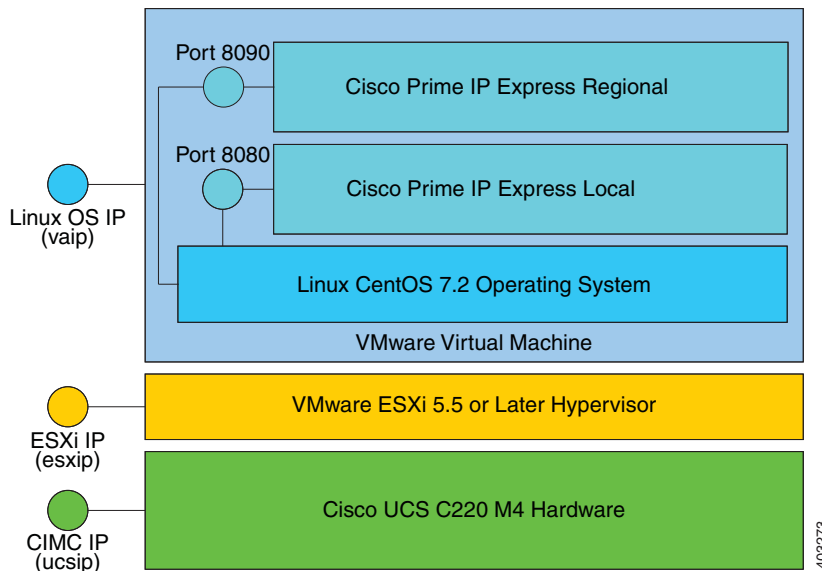 Port 8090
Cisco Prime IP Express Regional
Port 8080
Cisco Prime IP Express Local
Linux OS IP
(vaip)
Linux CentOS 7.2 Operating System
VMware Virtual Machine
VMware ESXi 5.5 or Later Hypervisor
ESXi IP
(esxip)
Cisco UCS C220 M4 Hardware
CIMC IP
(ucsip)
403273